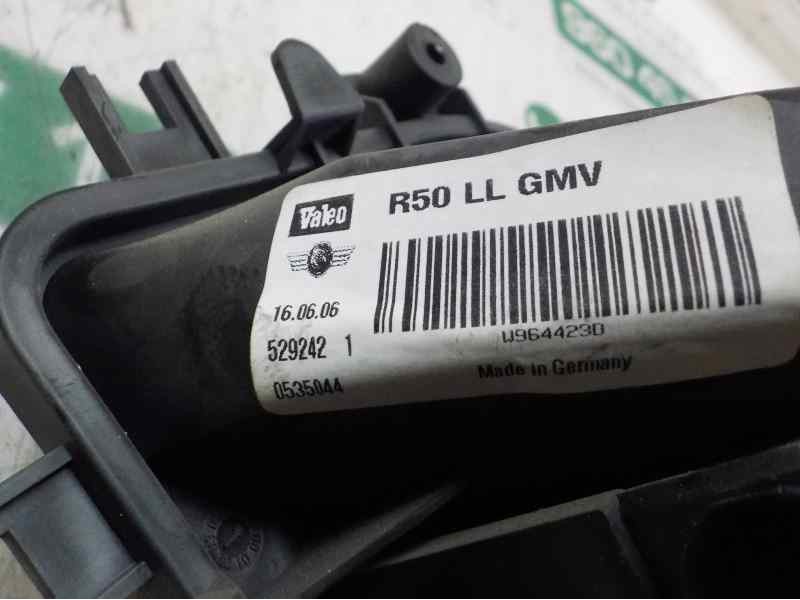 Valeo
R50 LL GMV
16.06.06
529242 1
0535044
W9644230
Made in Germany